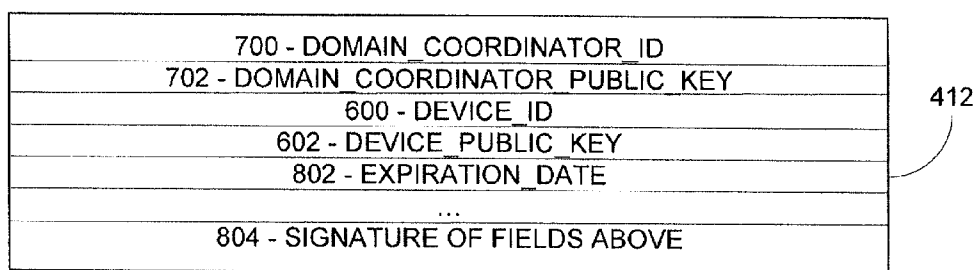 700 - DOMAIN_COORDINATOR_ID
702 - DOMAIN_COORDINATOR_PUBLIC_KEY
600 - DEVICE_ID
602 - DEVICE_PUBLIC_KEY
802 - EXPIRATION_DATE
...
804 - SIGNATURE OF FIELDS ABOVE
412